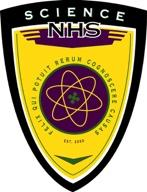 SCIENCE
NHS
FELIX QUI POTUIT RERUM COGNOSCERE CAUSAS
EST. 2000